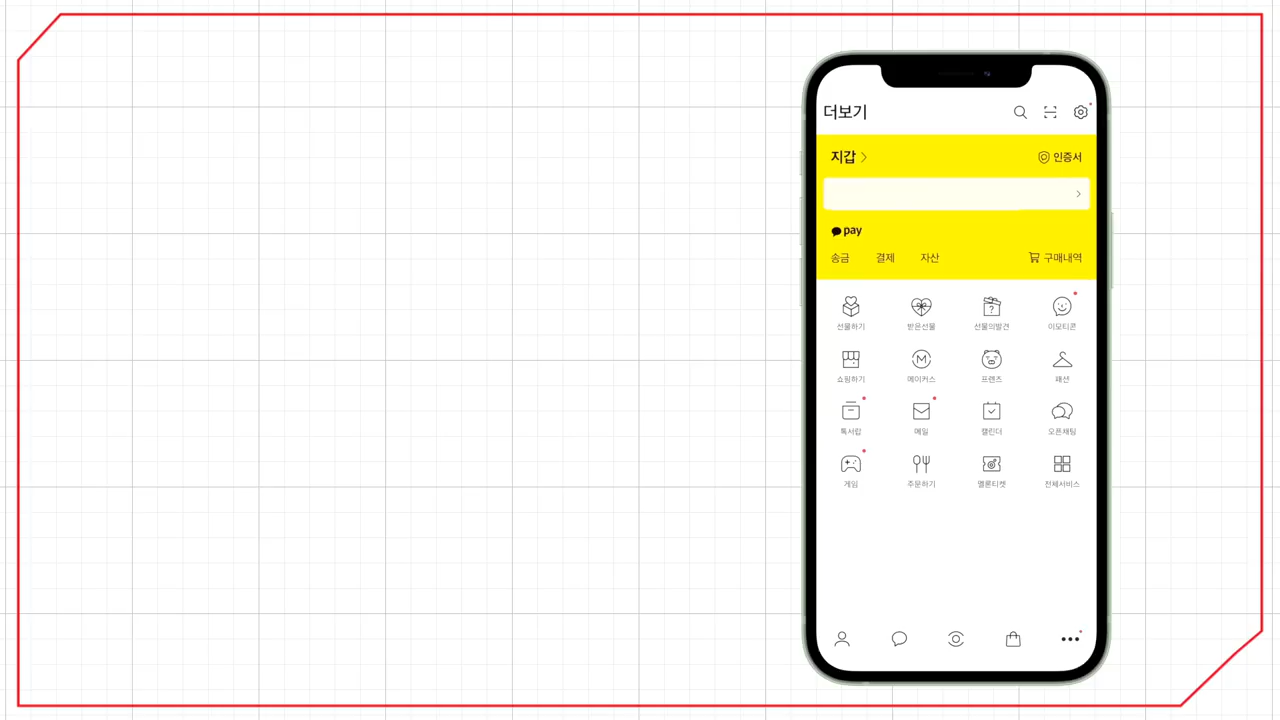 더보기
지갑 인증서
pay
송금 결제 자산 구매내역
선물하기 받은선물 선물의발견 이모티콘
쇼핑하기 메이커스 프렌즈 패션
톡서랍 메일 캘린더 오픈채팅
게임 주문하기 멜론티켓 전체서비스